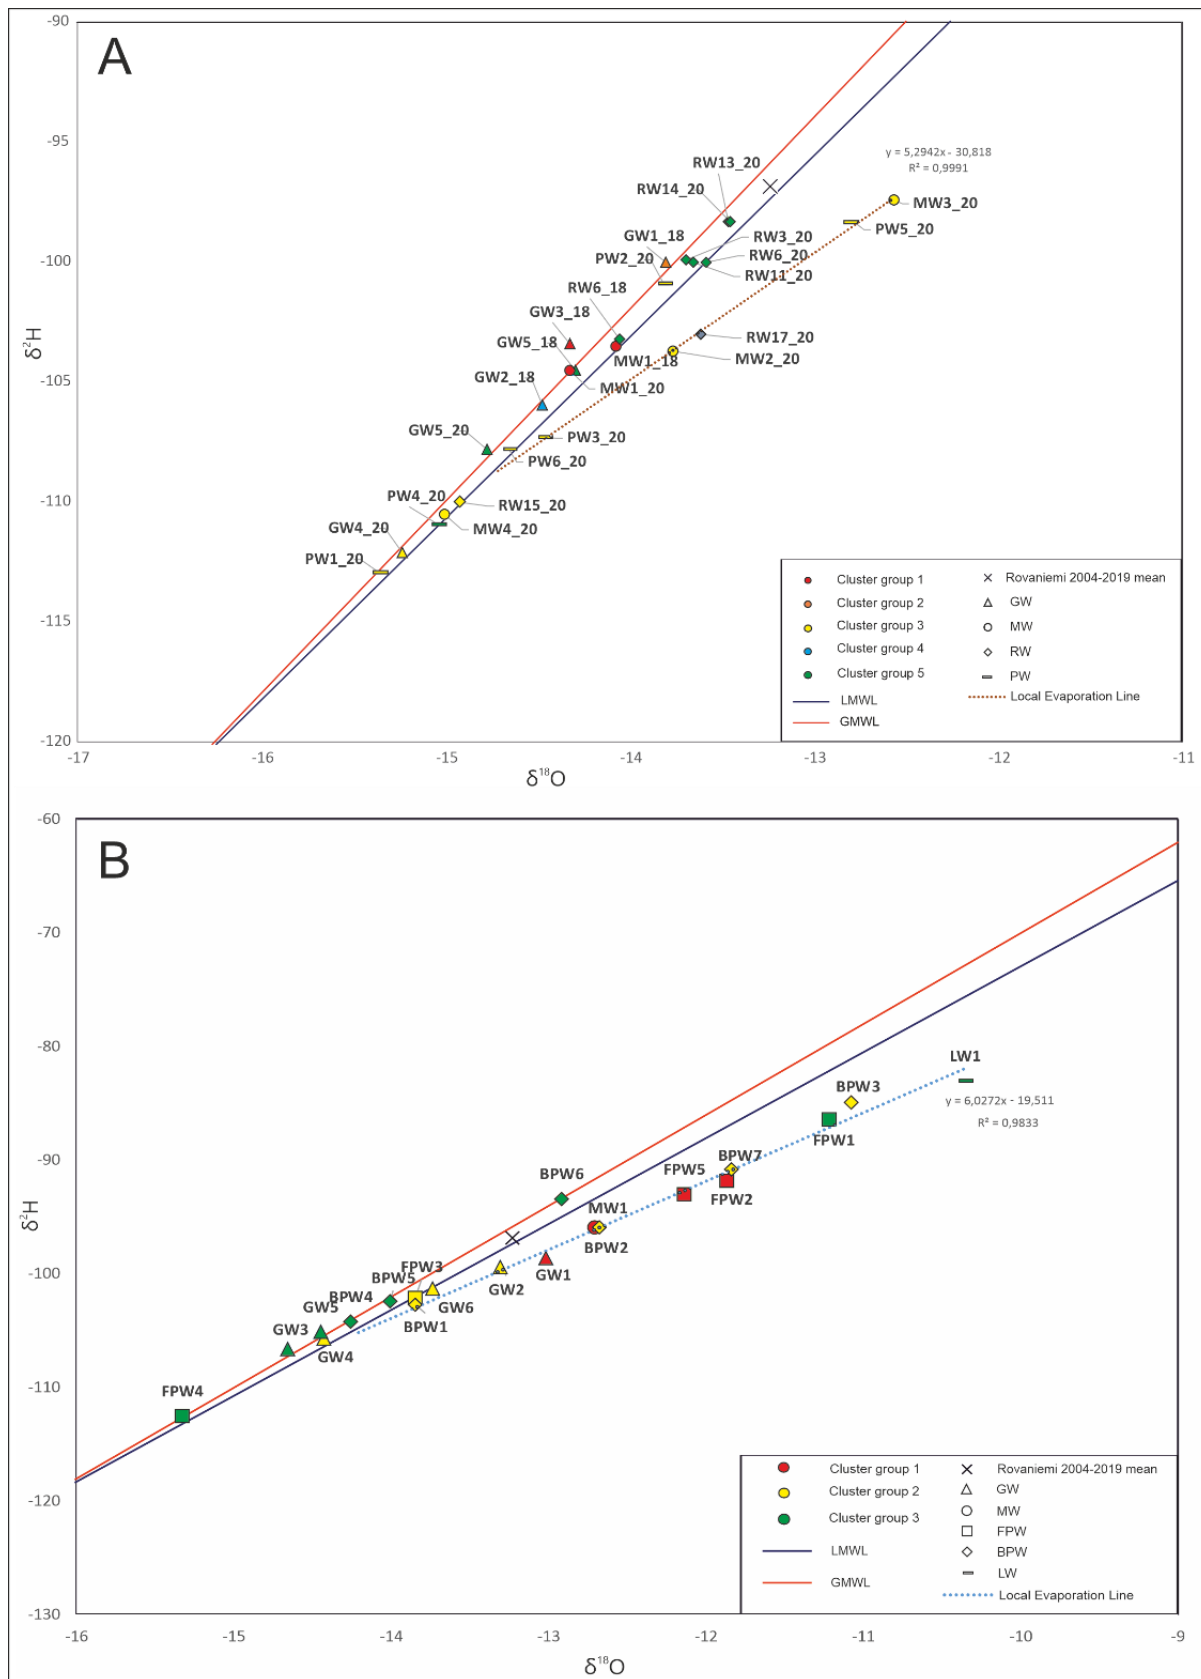 A
-90
-95
-100
-105
-110
-115
-120
-17
-16
-15
-14
-13
-12
-11
δ²H
δ¹⁸O
y = 5,2942x - 30,818
R² = 0,9991
RW13_20
RW14_20
MW3_20
PW5_20
GW1_18
RW3_20
PW2_20
RW6_20
RW11_20
RW6_18
GW3_18
RW17_20
GW5_18
MW1_18
MW2_20
GW2_18
MW1_20
GW5_20
PW3_20
PW6_20
PW4_20
RW15_20
GW4_20
MW4_20
PW1_20
Cluster group 1
Cluster group 2
Cluster group 3
Cluster group 4
Cluster group 5
LMWL
GMWL
Rovaniemi 2004-2019 mean
GW
MW
RW
PW
Local Evaporation Line
B
-60
-70
-80
-90
-100
-110
-120
-130
-16
-15
-14
-13
-12
-11
-10
-9
δ²H
δ¹⁸O
LW1
y = 6,0272x - 19,511
R² = 0,9833
BPW3
FPW1
BPW7
FPW5
FPW2
BPW6
MW1
BPW2
GW1
FPW3
BPW5
GW2
BPW4
GW6
GW5
BPW1
GW3
GW4
FPW4
Cluster group 1
Cluster group 2
Cluster group 3
LMWL
GMWL
Rovaniemi 2004-2019 mean
GW
MW
FPW
BPW
LW
Local Evaporation Line